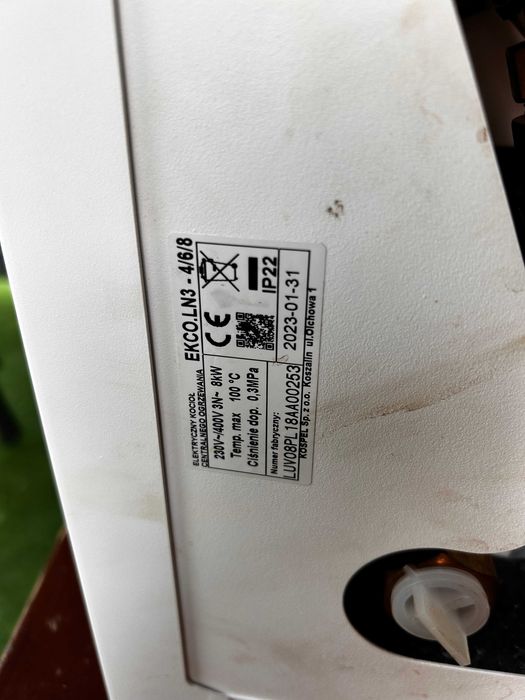 ELEKTRYCZNY KOCIOŁ
CENTRALNEGO OGRZEWANIA
EKCO.LN3 - 4/6/8
230V~/400V 3N~ 8kW
Temp. max 100 °C
Ciśnienie dop. 0,3MPa
CE
IP22
Numer fabryczny:
LUV08PL18AA00253
2023-01-31
KOSPEL Sp. z o.o. Koszalin ul.Olchowa 1